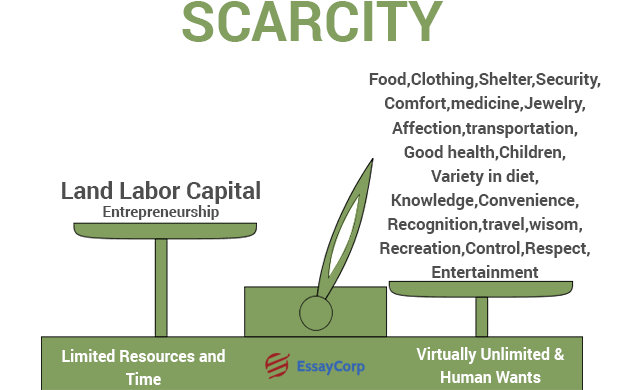 SCARCITY
Food,Clothing,Shelter,Security,
Comfort,medicine,Jewelry,
Affection,transportation,
Good health,Children,
Variety in diet,
Knowledge,Convenience,
Recognition,travel,wisom,
Recreation,Control,Respect,
Entertainment
Land Labor Capital
Entrepreneurship
Limited Resources and
Time
EssayCorp
Virtually Unlimited &
Human Wants